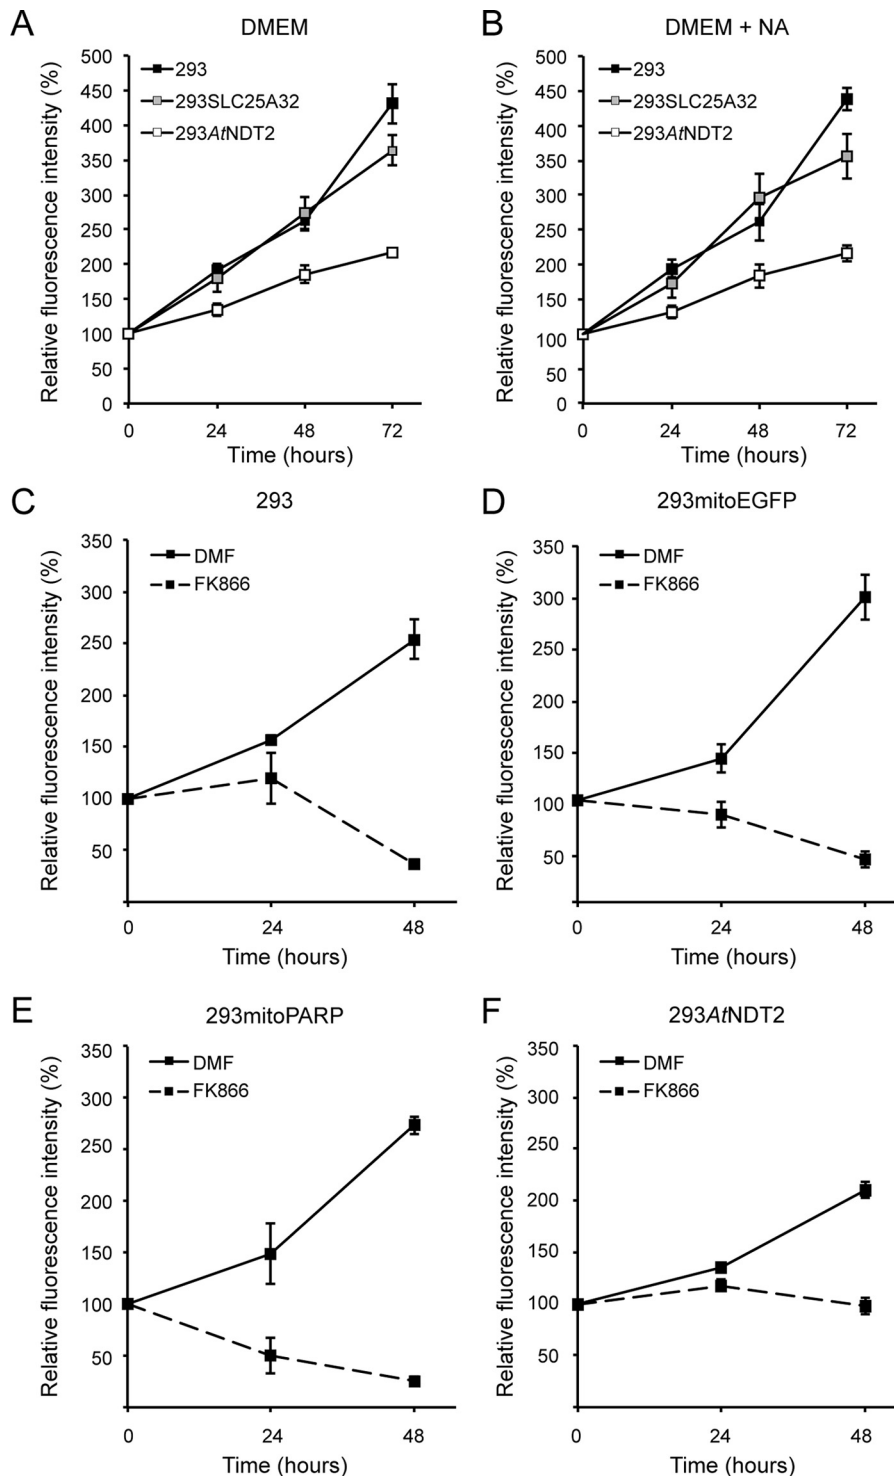 A
DMEM
Relative fluorescence intensity (%)
500
450
400
350
300
250
200
150
100
50
0
293
293SLC25A32
293AtNDT2
0 24 48 72
Time (hours)
B
DMEM + NA
Relative fluorescence intensity (%)
500
450
400
350
300
250
200
150
100
50
0
293
293SLC25A32
293AtNDT2
0 24 48 72
Time (hours)
C
293
Relative fluorescence intensity (%)
350
300
250
200
150
100
50
DMF
FK866
0 24 48
Time (hours)
D
293mitoEGFP
Relative fluorescence intensity (%)
350
300
250
200
150
100
50
DMF
FK866
0 24 48
Time (hours)
E
293mitoPARP
Relative fluorescence intensity (%)
350
300
250
200
150
100
50
DMF
FK866
0 24 48
Time (hours)
F
293AtNDT2
Relative fluorescence intensity (%)
350
300
250
200
150
100
50
DMF
FK866
0 24 48
Time (hours)